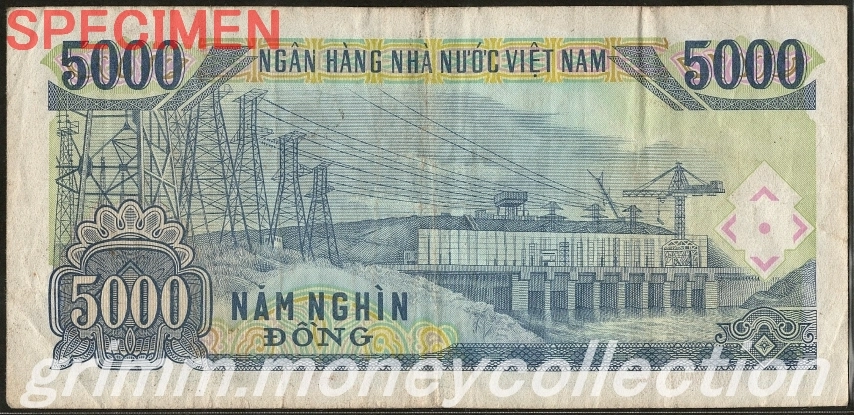 SPECIMEN
5000 NGÂN HÀNG NHÀ NƯỚC VIỆT NAM 5000
5000
NĂM NGHÌN
ĐỒNG
grimm.moneycollection